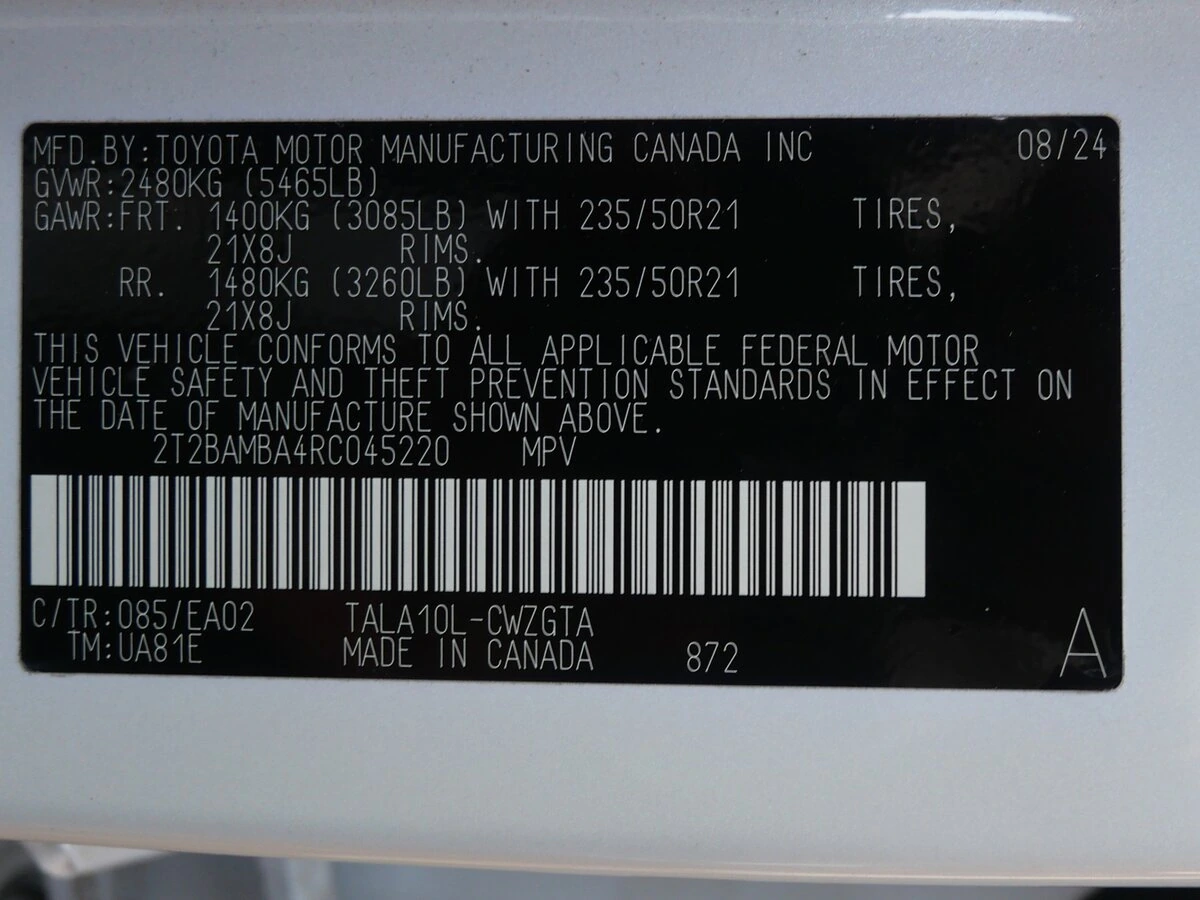 MFD.BY:TOYOTA MOTOR MANUFACTURING CANADA INC 08/24
GVWR:2480KG (5465LB)
GAWR:FRT. 1400KG (3085LB) WITH 235/50R21 TIRES,
21X8J RIMS.
RR. 1480KG (3260LB) WITH 235/50R21 TIRES,
21X8J RIMS.
THIS VEHICLE CONFORMS TO ALL APPLICABLE FEDERAL MOTOR
VEHICLE SAFETY AND THEFT PREVENTION STANDARDS IN EFFECT ON
THE DATE OF MANUFACTURE SHOWN ABOVE.
2T2BAMBA4RC045220 MPV
C/TR:085/EA02 TALA10L-CWZGTA
TM:UA81E MADE IN CANADA 872 A